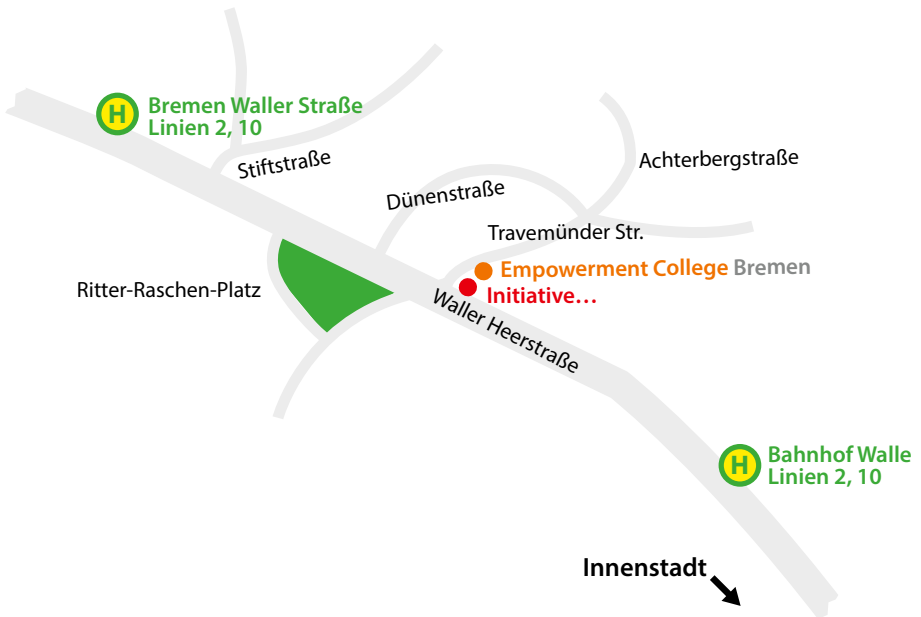 H
Bremen Waller Straße
Linien 2, 10
Stiftstraße
Achterbergstraße
Dünenstraße
Travemünder Str.
Empowerment College Bremen
Initiative…
Ritter-Raschen-Platz
Waller Heerstraße
H
Bahnhof Walle
Linien 2, 10
Innenstadt